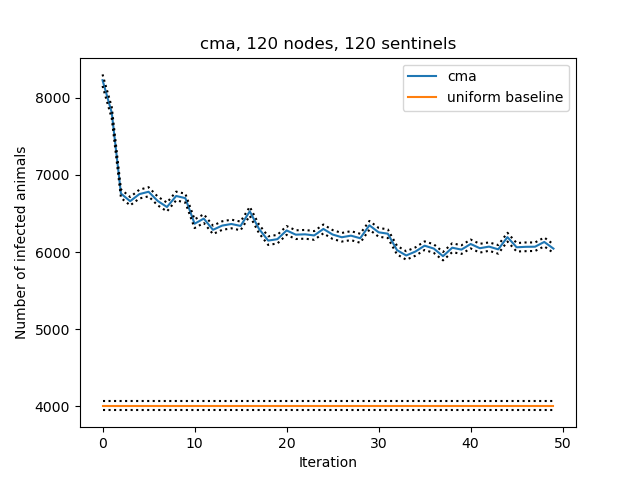 cma, 120 nodes, 120 sentinels
cma
uniform baseline
8000
7000
6000
5000
4000
Number of infected animals
0 10 20 30 40 50
Iteration